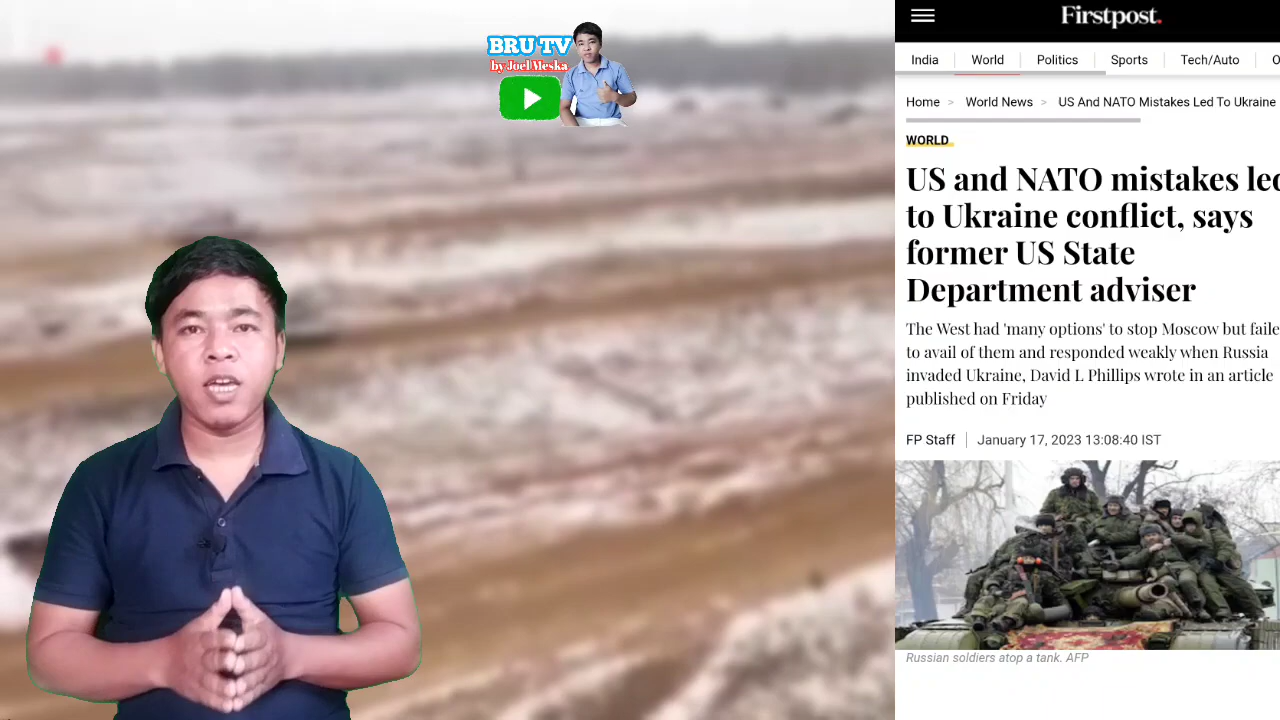 BRU TV
by Joel Meska
Firstpost.
India World Politics Sports Tech/Auto O
Home > World News > US And NATO Mistakes Led To Ukraine
WORLD
US and NATO mistakes led
to Ukraine conflict, says
former US State
Department adviser
The West had 'many options' to stop Moscow but faile
to avail of them and responded weakly when Russia
invaded Ukraine, David L Phillips wrote in an article
published on Friday
FP Staff January 17, 2023 13:08:40 IST
Russian soldiers atop a tank. AFP